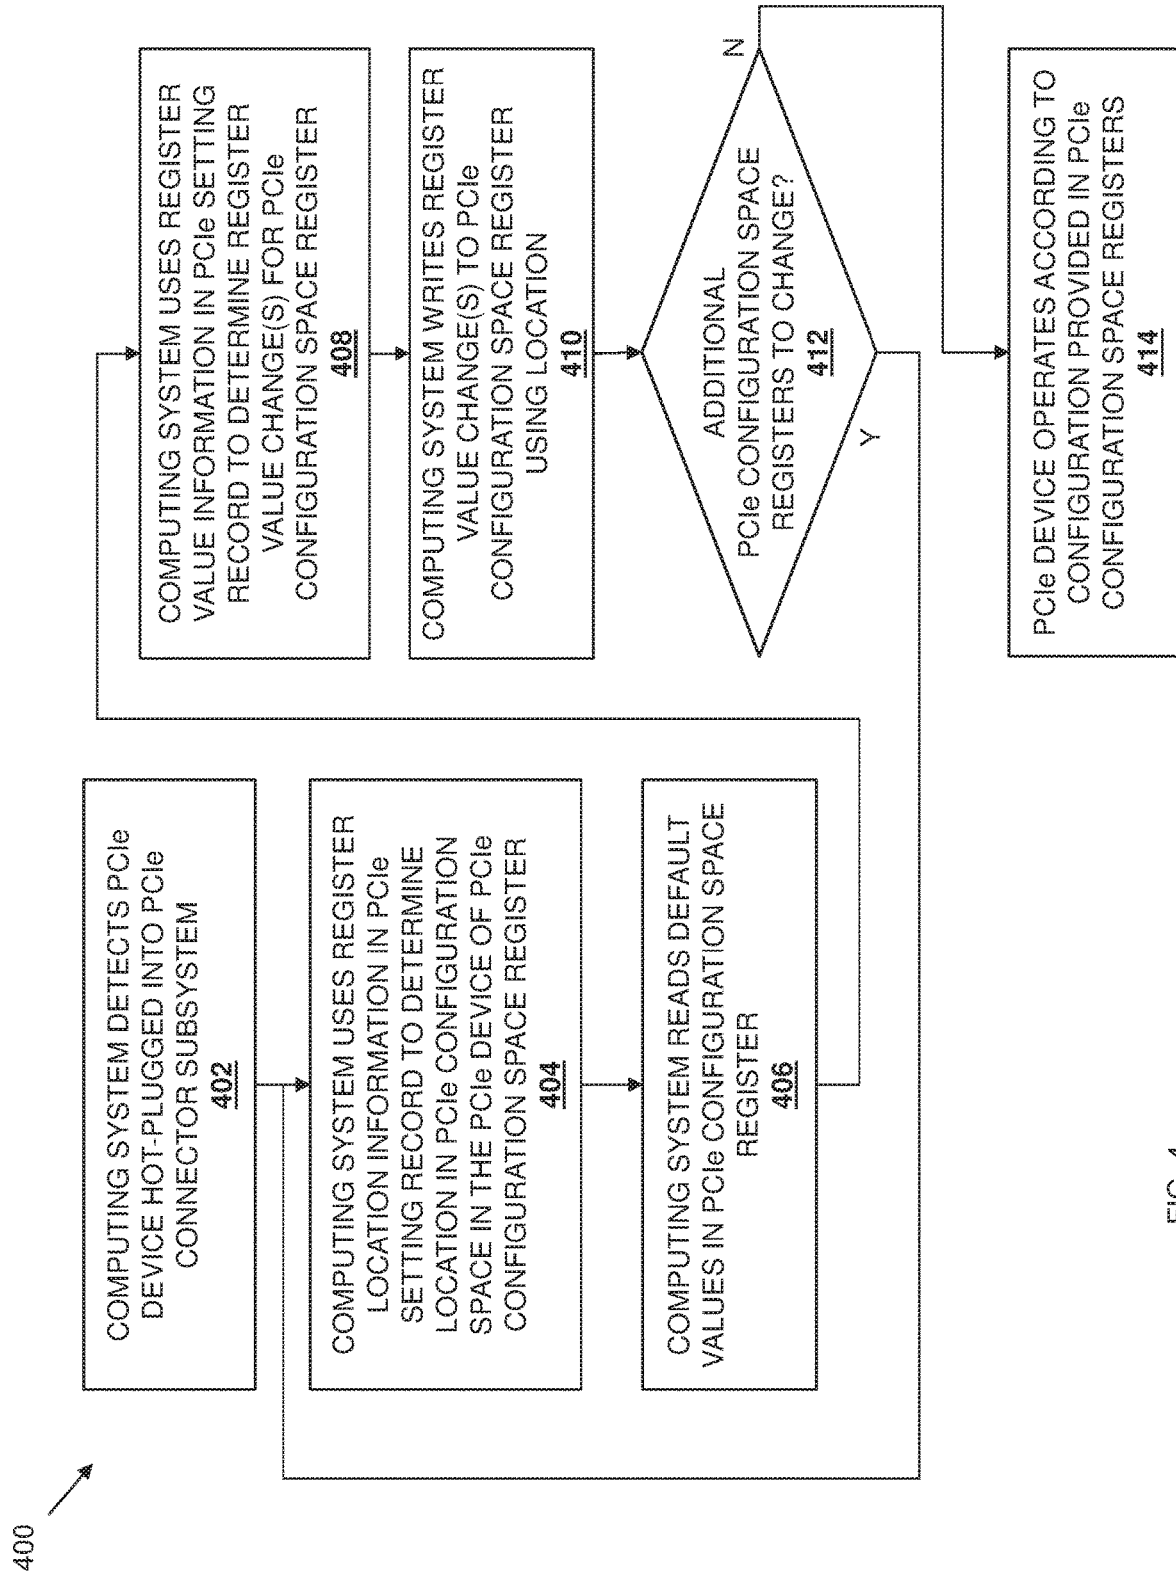 400
COMPUTING SYSTEM DETECTS PCIe
DEVICE HOT-PLUGGED INTO PCIe
CONNECTOR SUBSYSTEM
402
COMPUTING SYSTEM USES REGISTER
LOCATION INFORMATION IN PCIe
SETTING RECORD TO DETERMINE
LOCATION IN PCIe CONFIGURATION
SPACE IN THE PCIe DEVICE OF PCIe
CONFIGURATION SPACE REGISTER
404
COMPUTING SYSTEM READS DEFAULT
VALUES IN PCIe CONFIGURATION SPACE
REGISTER
406
COMPUTING SYSTEM USES REGISTER
VALUE INFORMATION IN PCIe SETTING
RECORD TO DETERMINE REGISTER
VALUE CHANGE(S) FOR PCIe
CONFIGURATION SPACE REGISTER
408
COMPUTING SYSTEM WRITES REGISTER
VALUE CHANGE(S) TO PCIe
CONFIGURATION SPACE REGISTER
USING LOCATION
410
ADDITIONAL
PCIe CONFIGURATION SPACE
REGISTERS TO CHANGE?
412
N
Y
PCIe DEVICE OPERATES ACCORDING TO
CONFIGURATION PROVIDED IN PCIe
CONFIGURATION SPACE REGISTERS
414
FIG. 4